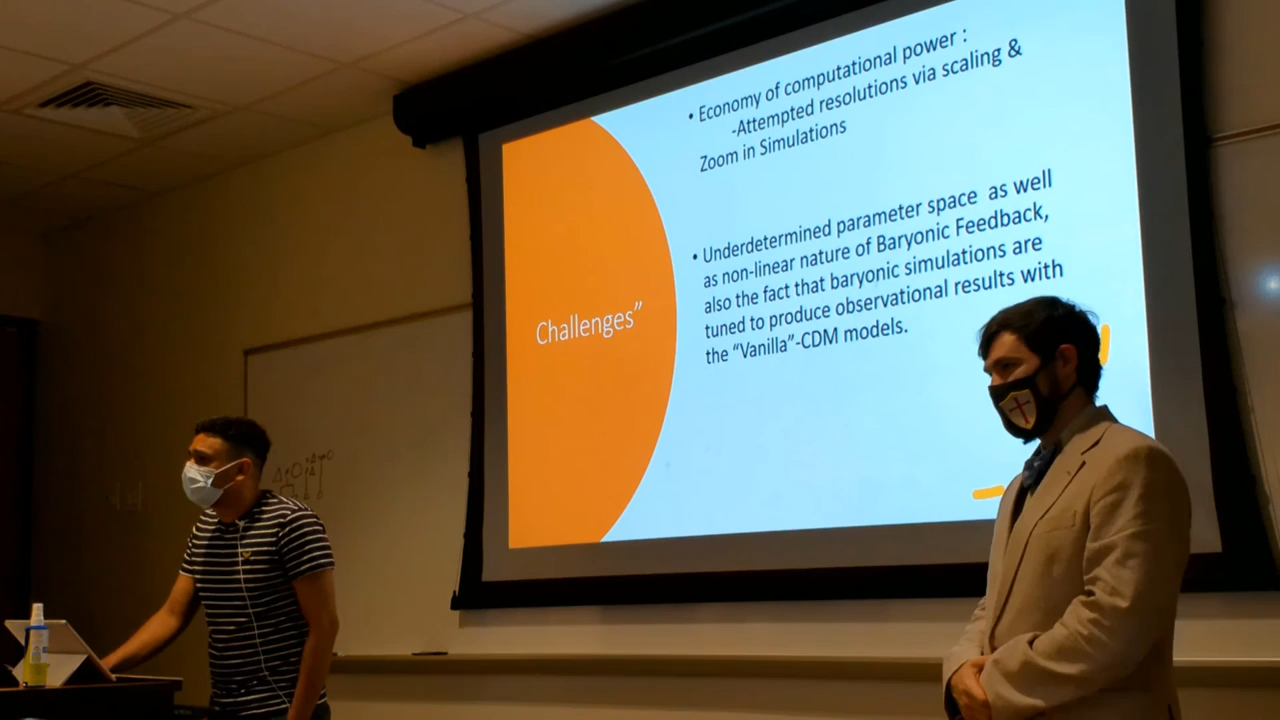 • Economy of computational power :
-Attempted resolutions via scaling &
Zoom in Simulations
• Underdetermined parameter space as well
as non-linear nature of Baryonic Feedback,
also the fact that baryonic simulations are
tuned to produce observational results with
the “Vanilla”-CDM models.
Challenges”